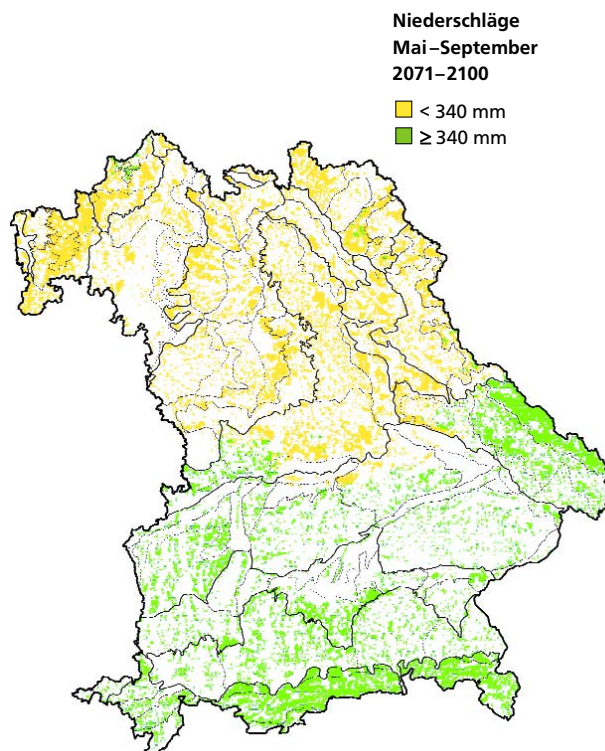 Niederschläge
Mai–September
2071–2100
< 340 mm
≥ 340 mm